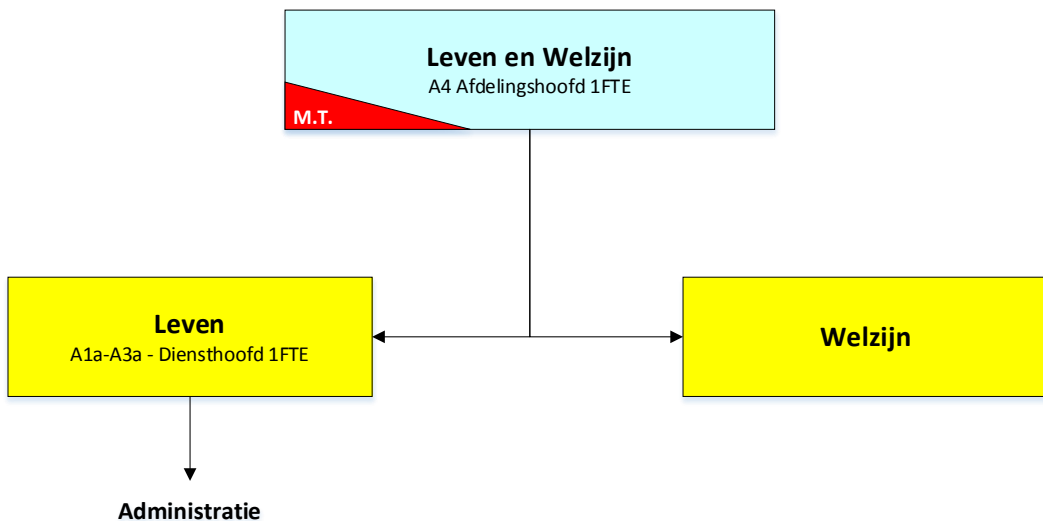 Leven en Welzijn
A4 Afdelingshoofd 1FTE
M.T.
Leven
A1a-A3a - Diensthoofd 1FTE
Welzijn
Administratie